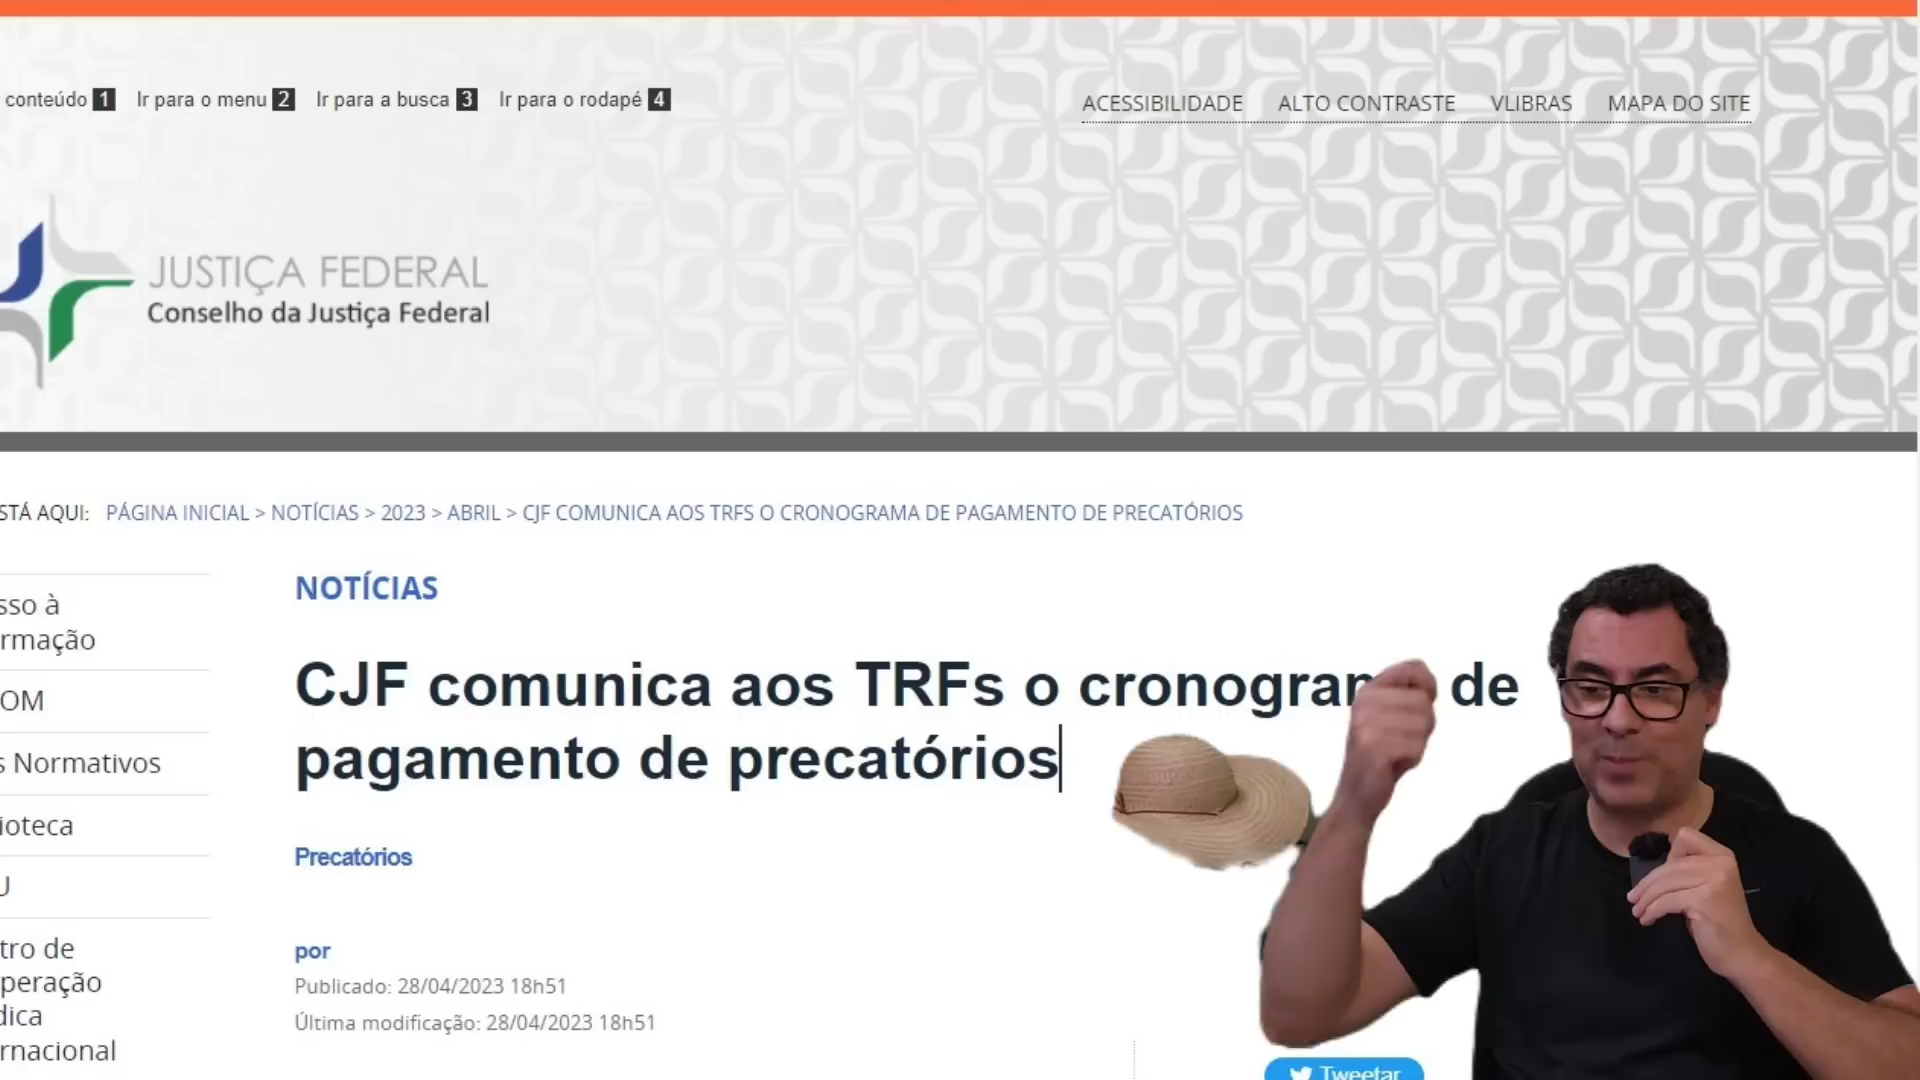 conteúdo 1 Ir para o menu 2 Ir para a busca 3 Ir para o rodapé 4
ACESSIBILIDADE ALTO CONTRASTE VLIBRAS MAPA DO SITE
JUSTIÇA FEDERAL
Conselho da Justiça Federal
STÁ AQUI: PÁGINA INICIAL > NOTÍCIAS > 2023 > ABRIL > CJF COMUNICA AOS TRFS O CRONOGRAMA DE PAGAMENTO DE PRECATÓRIOS
sso à
rmação
OM
s Normativos
ioteca
U
tro de
peração
dica
rnacional
NOTÍCIAS
CJF comunica aos TRFs o cronogram de
pagamento de precatórios
Precatórios
por
Publicado: 28/04/2023 18h51
Última modificação: 28/04/2023 18h51
Tweetar